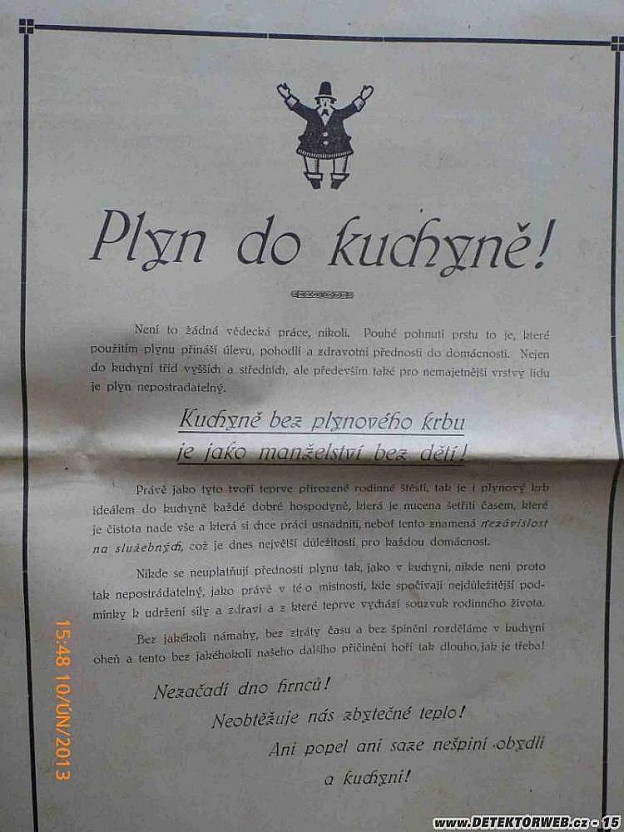 Plyn do kuchyně!
Není to žádná vědecká práce, nikoli. Pouhé pohnutí prstu to je, které
použitím plynu přináší úlevu, pohodlí a zdravotní přednosti do domácnosti. Nejen
do kuchyní tříd vyšších a středních, ale především také pro nemajetnější vrstvy lidu
je plyn nepostradatelný.
Kuchyně bez plynového krbu
je jako manželství bez dětí!
Právě jako tyto tvoří teprve přirozené rodinné štěstí, tak je i plynový krb
ideálem do kuchyně každé dobré hospodyně, která je nucena šetřiti časem, které
je čistota nade vše a která si chce práci usnadniti, neboť tento znamená nezávislost
na služebných, což je dnes největší důležitosti pro každou domácnost.
Nikde se neuplatňují přednosti plynu tak, jako v kuchyni, nikde není proto
tak nepostrádatelný, jako právě v té o místnosti, kde spočívají nejdůležitější pod-
mínky k udržení síly a zdraví a z které teprve vychází souzvuk rodinného života.
Bez jakékoli námahy, bez ztráty času a bez špinění rozděláme v kuchyni
oheň a tento bez jakéhokoli našeho dalšího přičinění hoří tak dlouho, jak je třeba!
Nezačadí dno hrnců!
Neobtěžuje nás zbytečné teplo!
Ani popel ani saze nešpiní obydlí
a kuchyni!
15:48 10/ÚN/2013
www.DETEKTORWEB.cz - 15